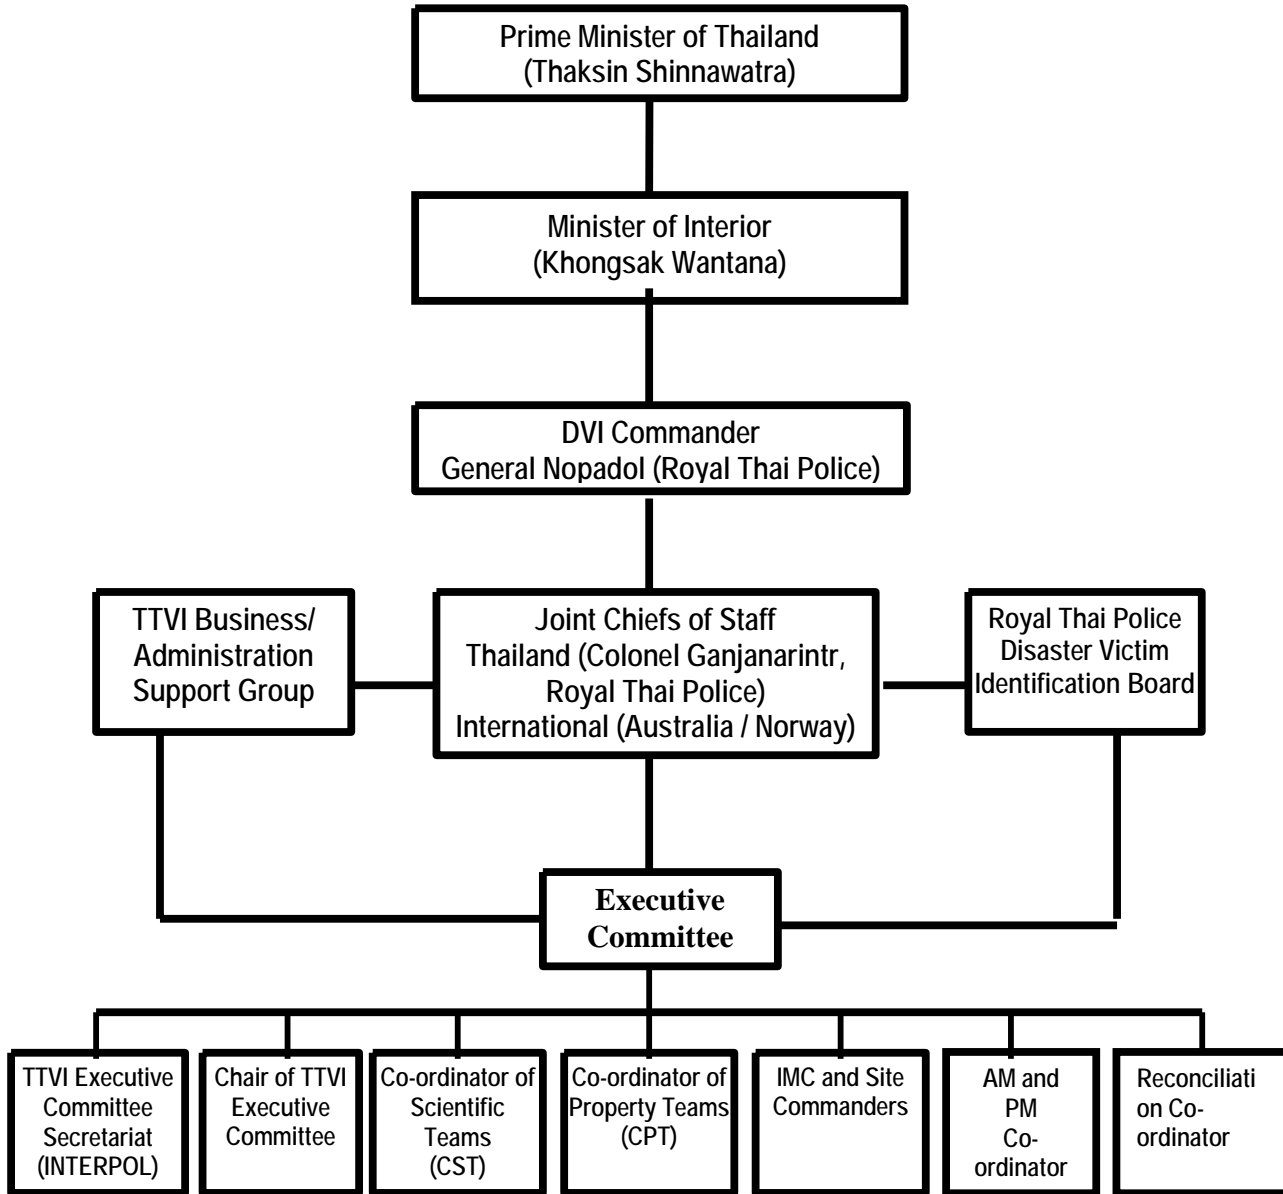 Prime Minister of Thailand
(Thaksin Shinnawatra)
Minister of Interior
(Khongsak Wantana)
DVI Commander
General Nopadol (Royal Thai Police)
TTVI Business/
Administration
Support Group
Joint Chiefs of Staff
Thailand (Colonel Ganjanarintr,
Royal Thai Police)
International (Australia / Norway)
Royal Thai Police
Disaster Victim
Identification Board
Executive
Committee
TTVI Executive
Committee
Secretariat
(INTERPOL)
Chair of TTVI
Executive
Committee
Co-ordinator of
Scientific
Teams
(CST)
Co-ordinator of
Property Teams
(CPT)
IMC and Site
Commanders
AM and
PM
Co-
ordinator
Reconciliati
on Co-
ordinator